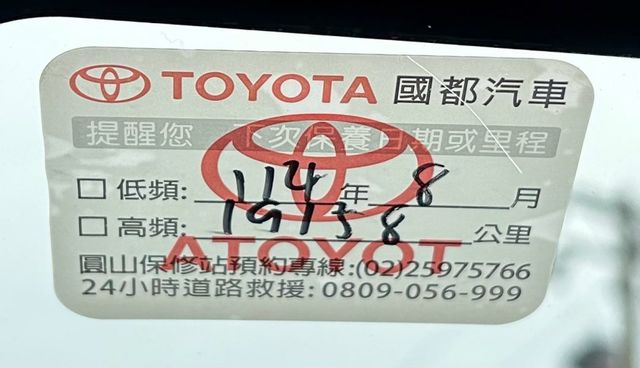 TOYOTA 國都汽車
提醒您 下次保養日期或里程
□ 低頻: 114 年 8 月
□ 高頻: 19158 公里
TOYOTA
圓山保修站預約專線:(02)25975766
24小時道路救援: 0809-056-999